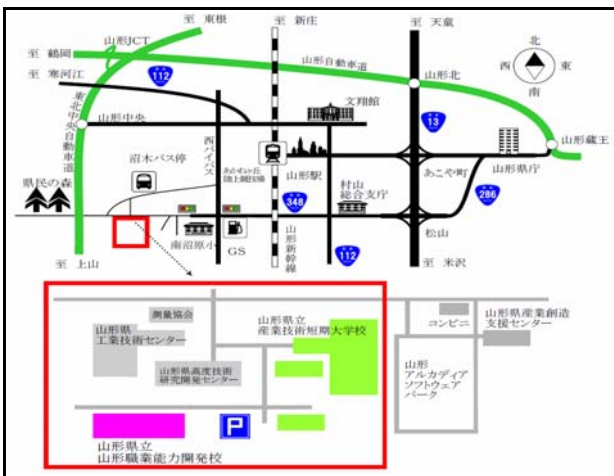 至 東根
至 新庄
至 天童
山形JCT
至 鶴岡
至 寒河江
112
山形自動車道
山形北
北
西 東
南
文翔館
13
東北中央自動車道
山形中央
西バイパス
あかねヶ丘
陸上競技場
山形駅
あこや町
山形県庁
山形蔵王
沼木バス停
県民の森
348
村山
総合支庁
286
南沼原小
GS
山形新幹線
112
松山
至 上山
至 米沢
測量協会
山形県立
産業技術短期大学校
山形県
工業技術センター
山形県高度技術
研究開発センター
コンビニ
山形県産業創造
支援センター
山形
アルカディア
ソフトウェア
パーク
P
山形県立
山形職業能力開発校